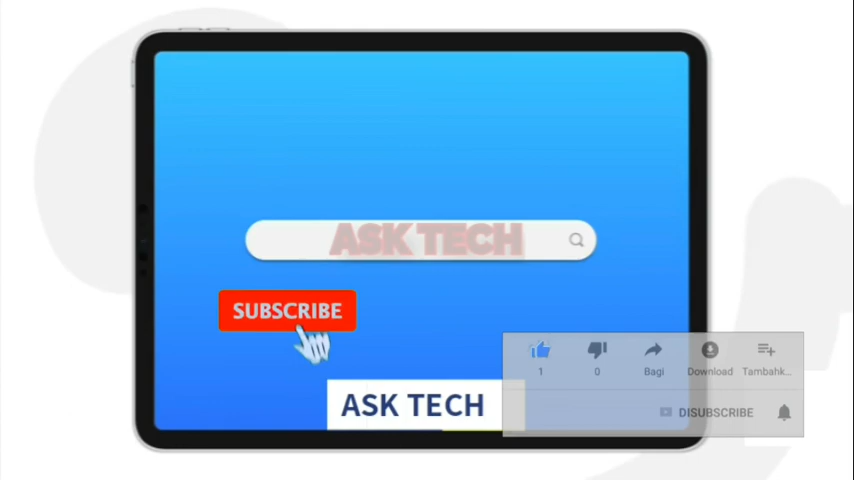 ASK TECH
SUBSCRIBE
1 0 Bagi Download Tambahk...
ASK TECH
DISUBSCRIBE